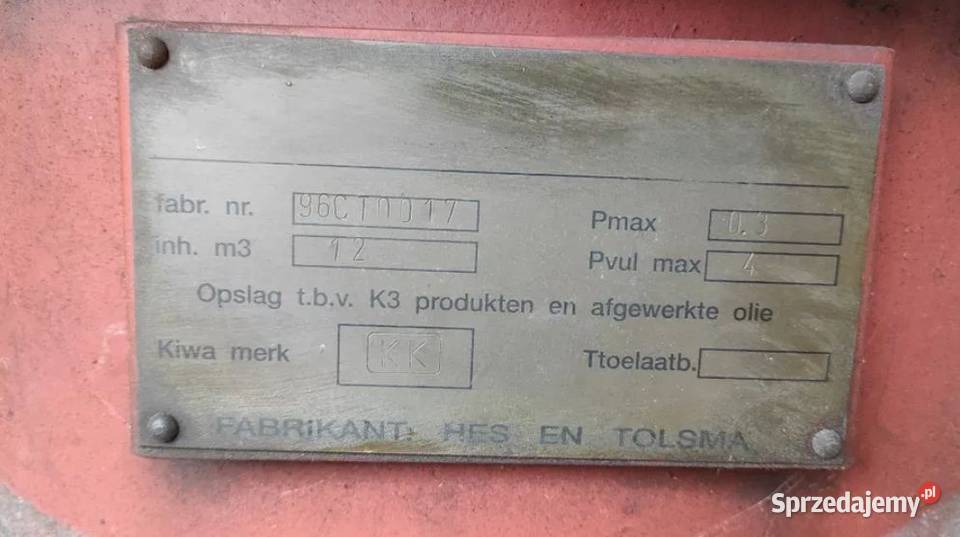 fabr. nr. 96CT0017 Pmax 0.3
inh. m3 12 Pvul max 4
Opslag t.b.v. K3 produkten en afgewerkte olie
Kiwa merk KK Ttoelaatb.
FABRIKANT: HES EN TOLSMA
Sprzedajemy.pl